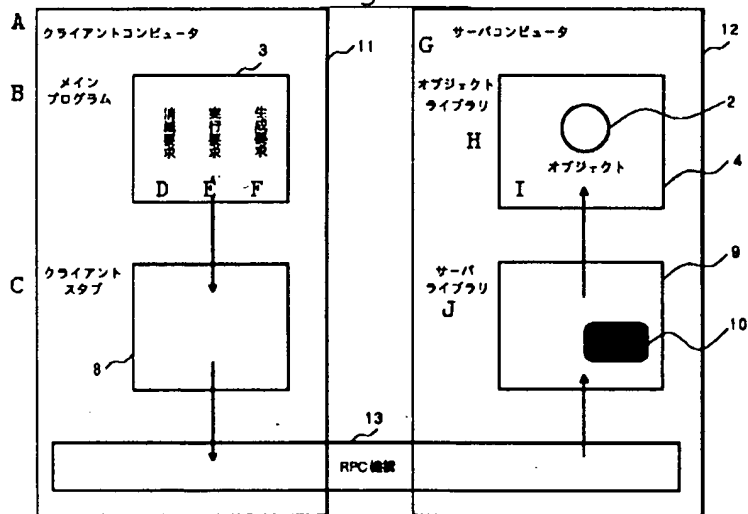 A
クライアントコンピュータ
3
11
G
サーバコンピュータ
12
B
メイン
プログラム
消滅要求
実行要求
生成要求
D
E
F
オブジェクト
ライブラリ
H
2
オブジェクト
I
4
C
クライアント
スタブ
8
サーバ
ライブラリ
J
9
10
13
RPC機構